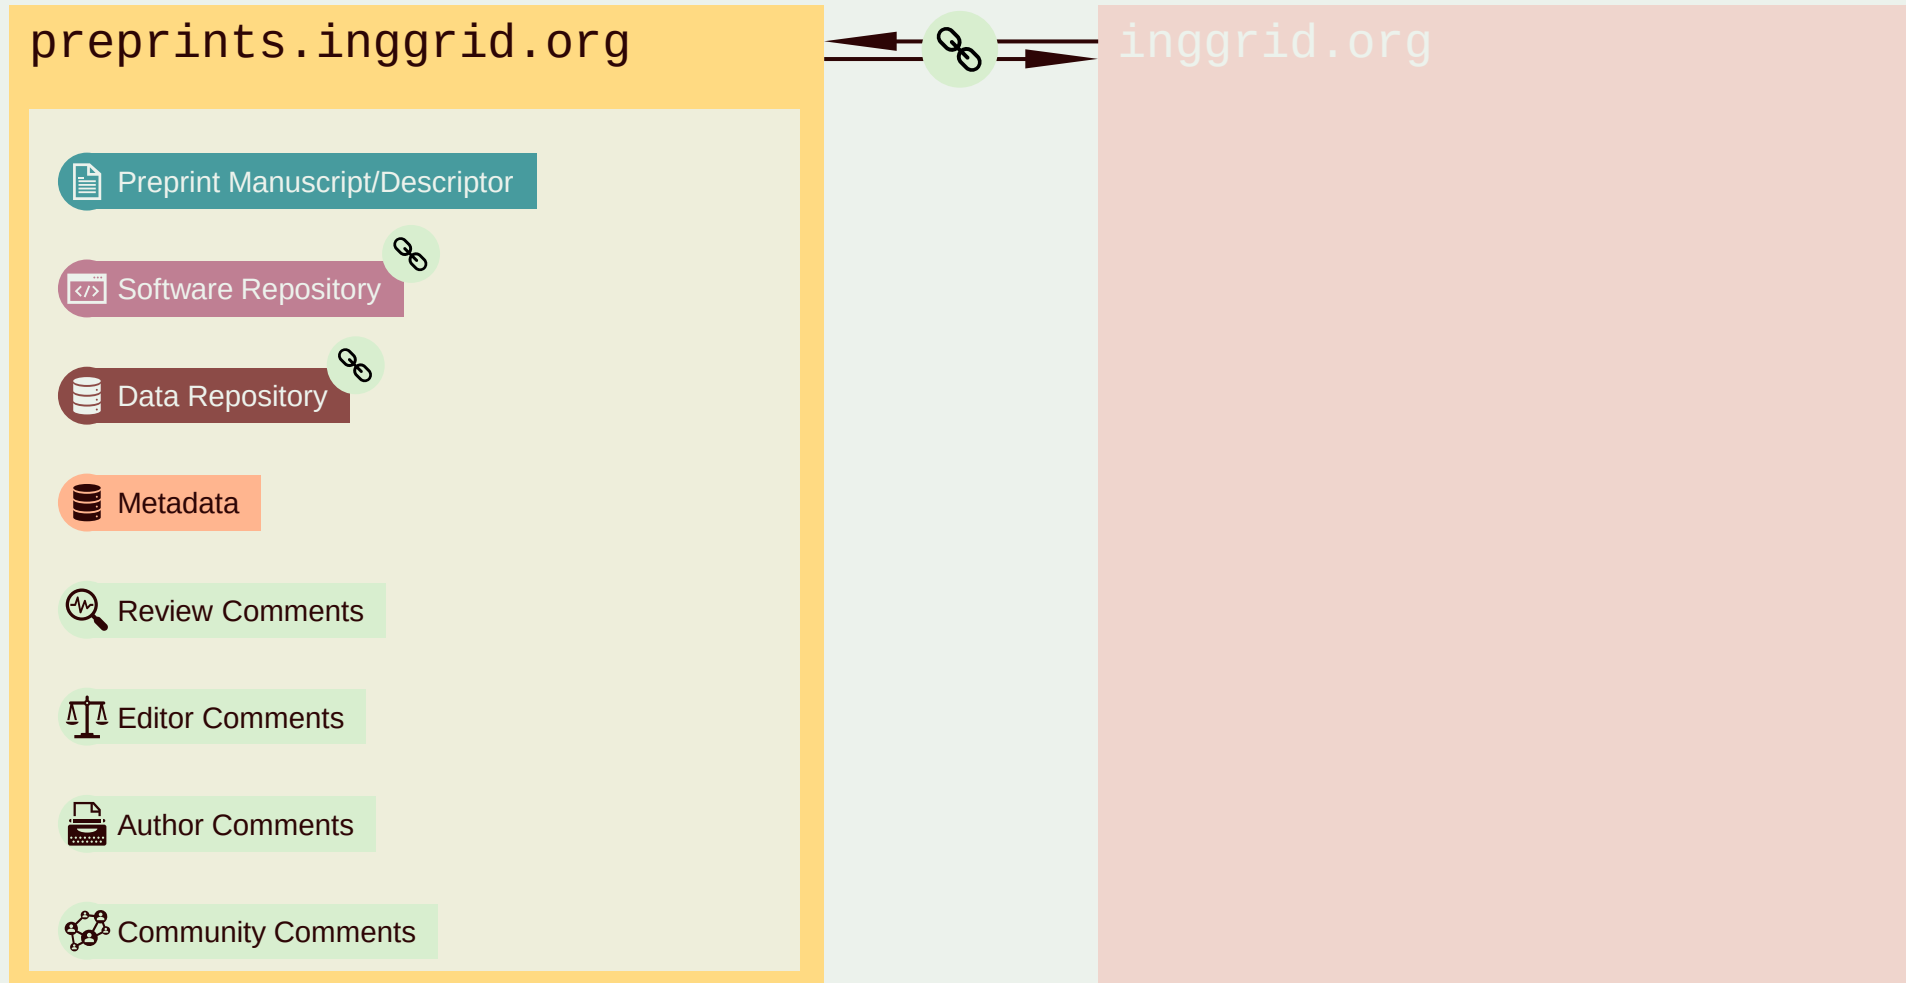 preprints.inggrid.org
inggrid.org
Preprint Manuscript/Descriptor
Software Repository
Data Repository
Metadata
Review Comments
Editor Comments
Author Comments
Community Comments